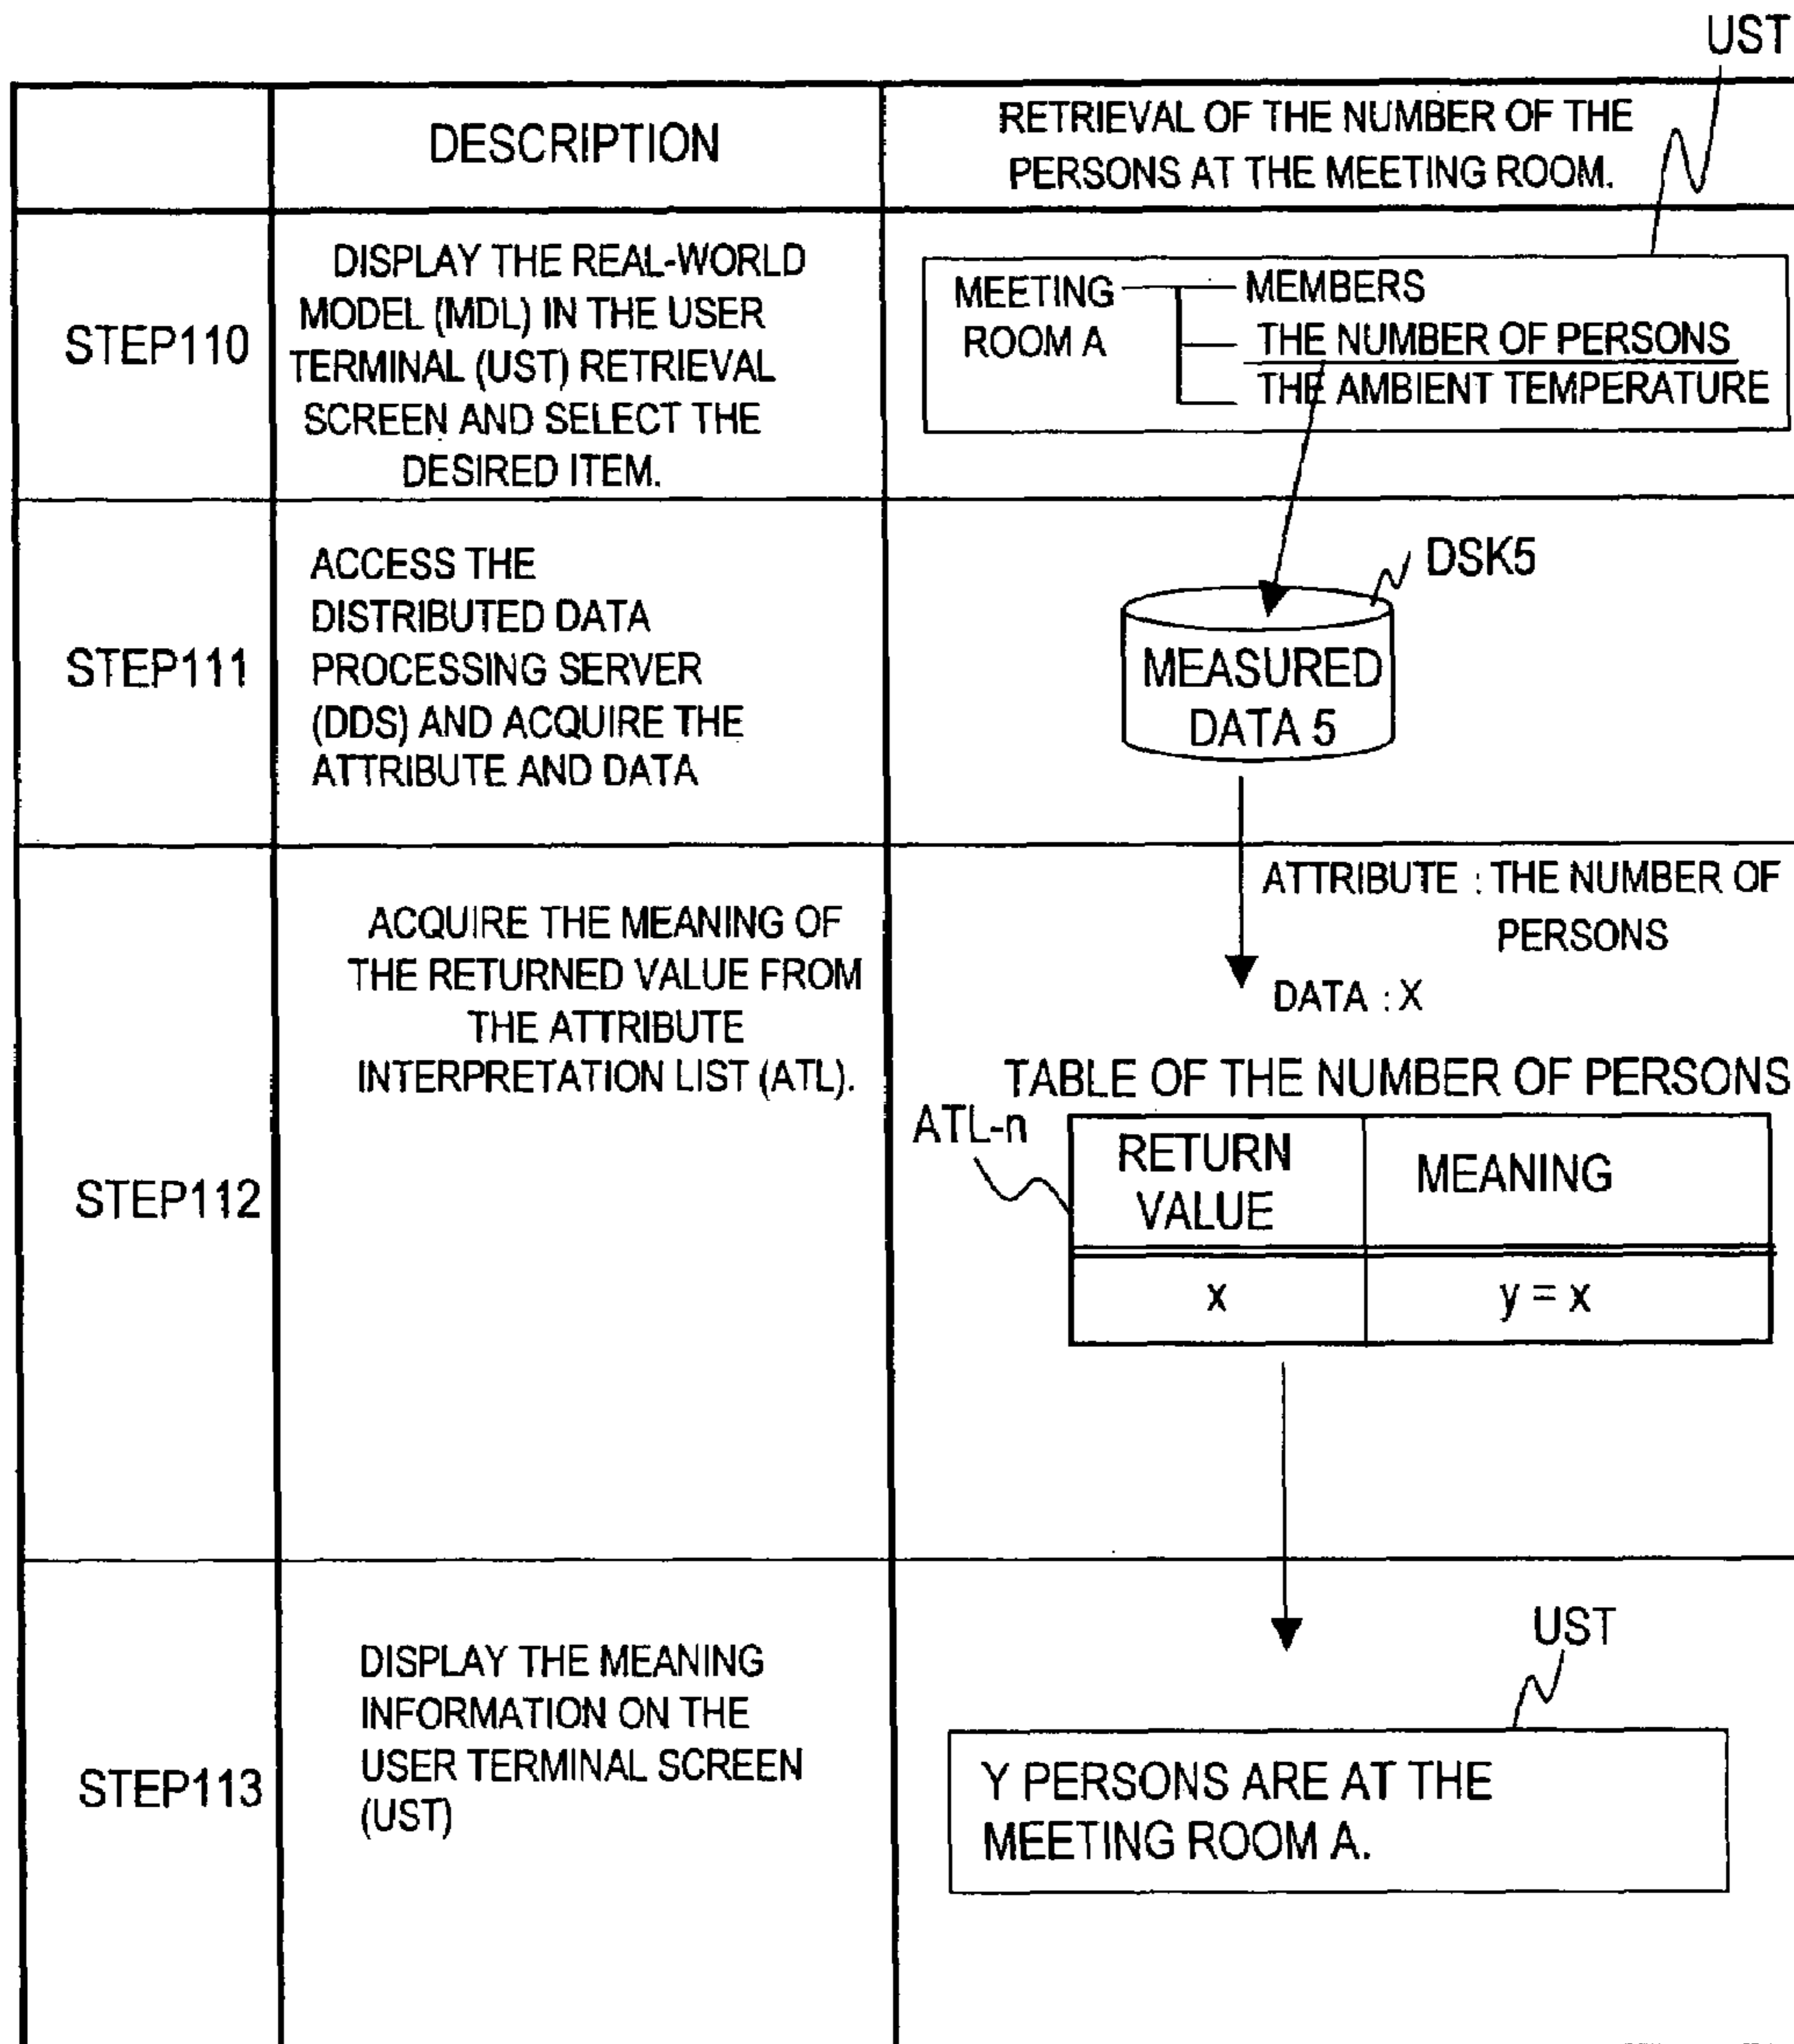 UST
DESCRIPTION
RETRIEVAL OF THE NUMBER OF THE
PERSONS AT THE MEETING ROOM.
STEP110
DISPLAY THE REAL-WORLD
MODEL (MDL) IN THE USER
TERMINAL (UST) RETRIEVAL
SCREEN AND SELECT THE
DESIRED ITEM.
MEETING
ROOM A
MEMBERS
THE NUMBER OF PERSONS
THE AMBIENT TEMPERATURE
STEP111
ACCESS THE
DISTRIBUTED DATA
PROCESSING SERVER
(DDS) AND ACQUIRE THE
ATTRIBUTE AND DATA
DSK5
MEASURED
DATA 5
STEP112
ACQUIRE THE MEANING OF
THE RETURNED VALUE FROM
THE ATTRIBUTE
INTERPRETATION LIST (ATL).
ATTRIBUTE : THE NUMBER OF
PERSONS
DATA : X
TABLE OF THE NUMBER OF PERSONS
ATL-n
RETURN
VALUE
MEANING
x
y = x
STEP113
DISPLAY THE MEANING
INFORMATION ON THE
USER TERMINAL SCREEN
(UST)
UST
Y PERSONS ARE AT THE
MEETING ROOM A.